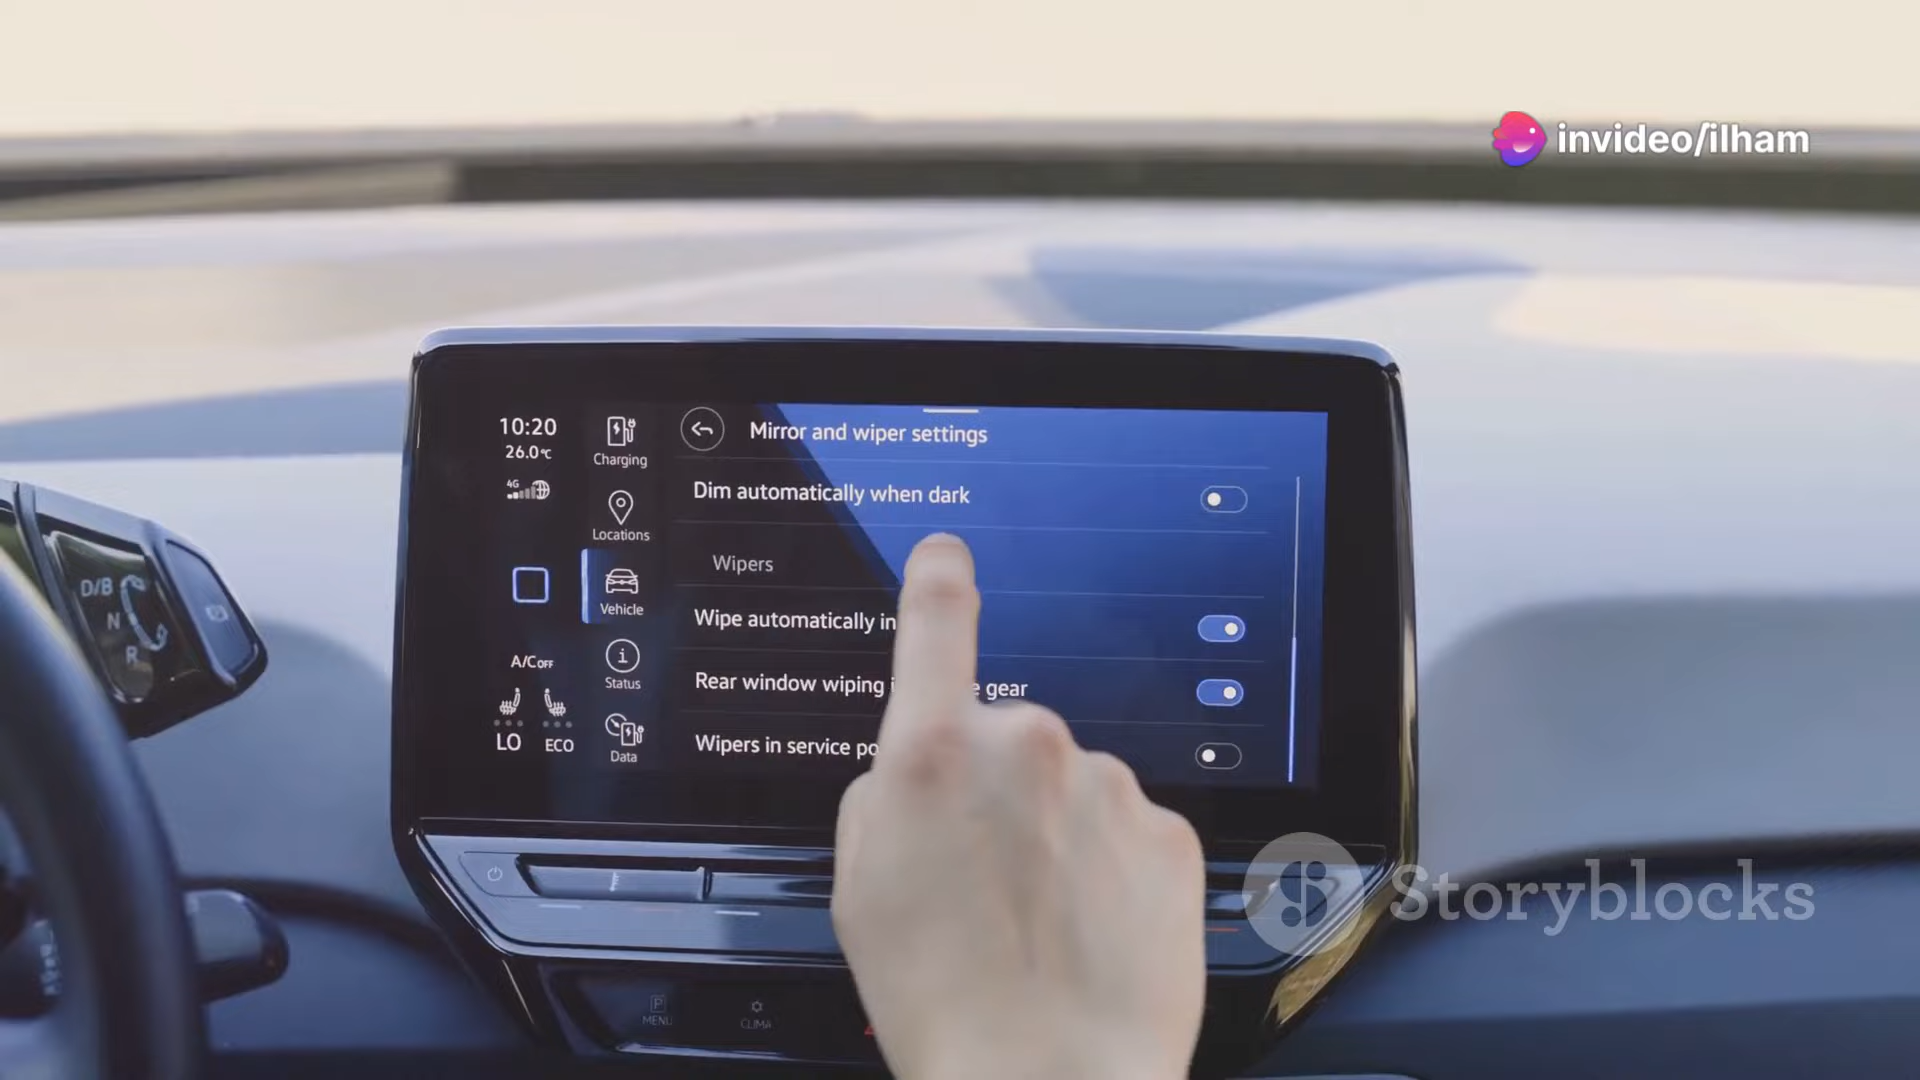 invideo/ilham
10:20
26.0°C
4G
Charging
Mirror and wiper settings
Locations
Dim automatically when dark
Vehicle
Wipers
Wipe automatically in
Status
Rear window wiping gear
Data
Wipers in service
A/C OFF
LO ECO
D/B
N
R
P
MENU
CLIMA
Storyblocks